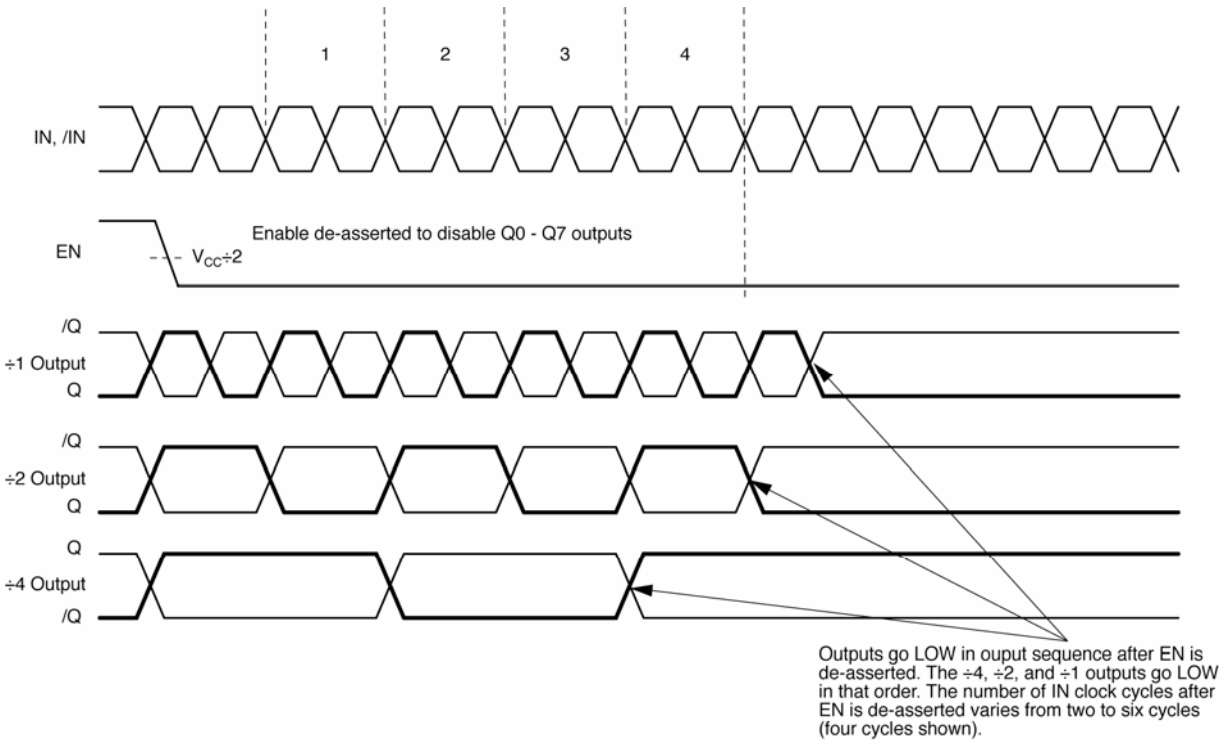 1 2 3 4
IN, /IN
EN
Enable de-asserted to disable Q0 - Q7 outputs
VCC÷2
/Q
÷1 Output
Q
/Q
÷2 Output
Q
Q
÷4 Output
/Q
Outputs go LOW in ouput sequence after EN is
de-asserted. The ÷4, ÷2, and ÷1 outputs go LOW
in that order. The number of IN clock cycles after
EN is de-asserted varies from two to six cycles
(four cycles shown).